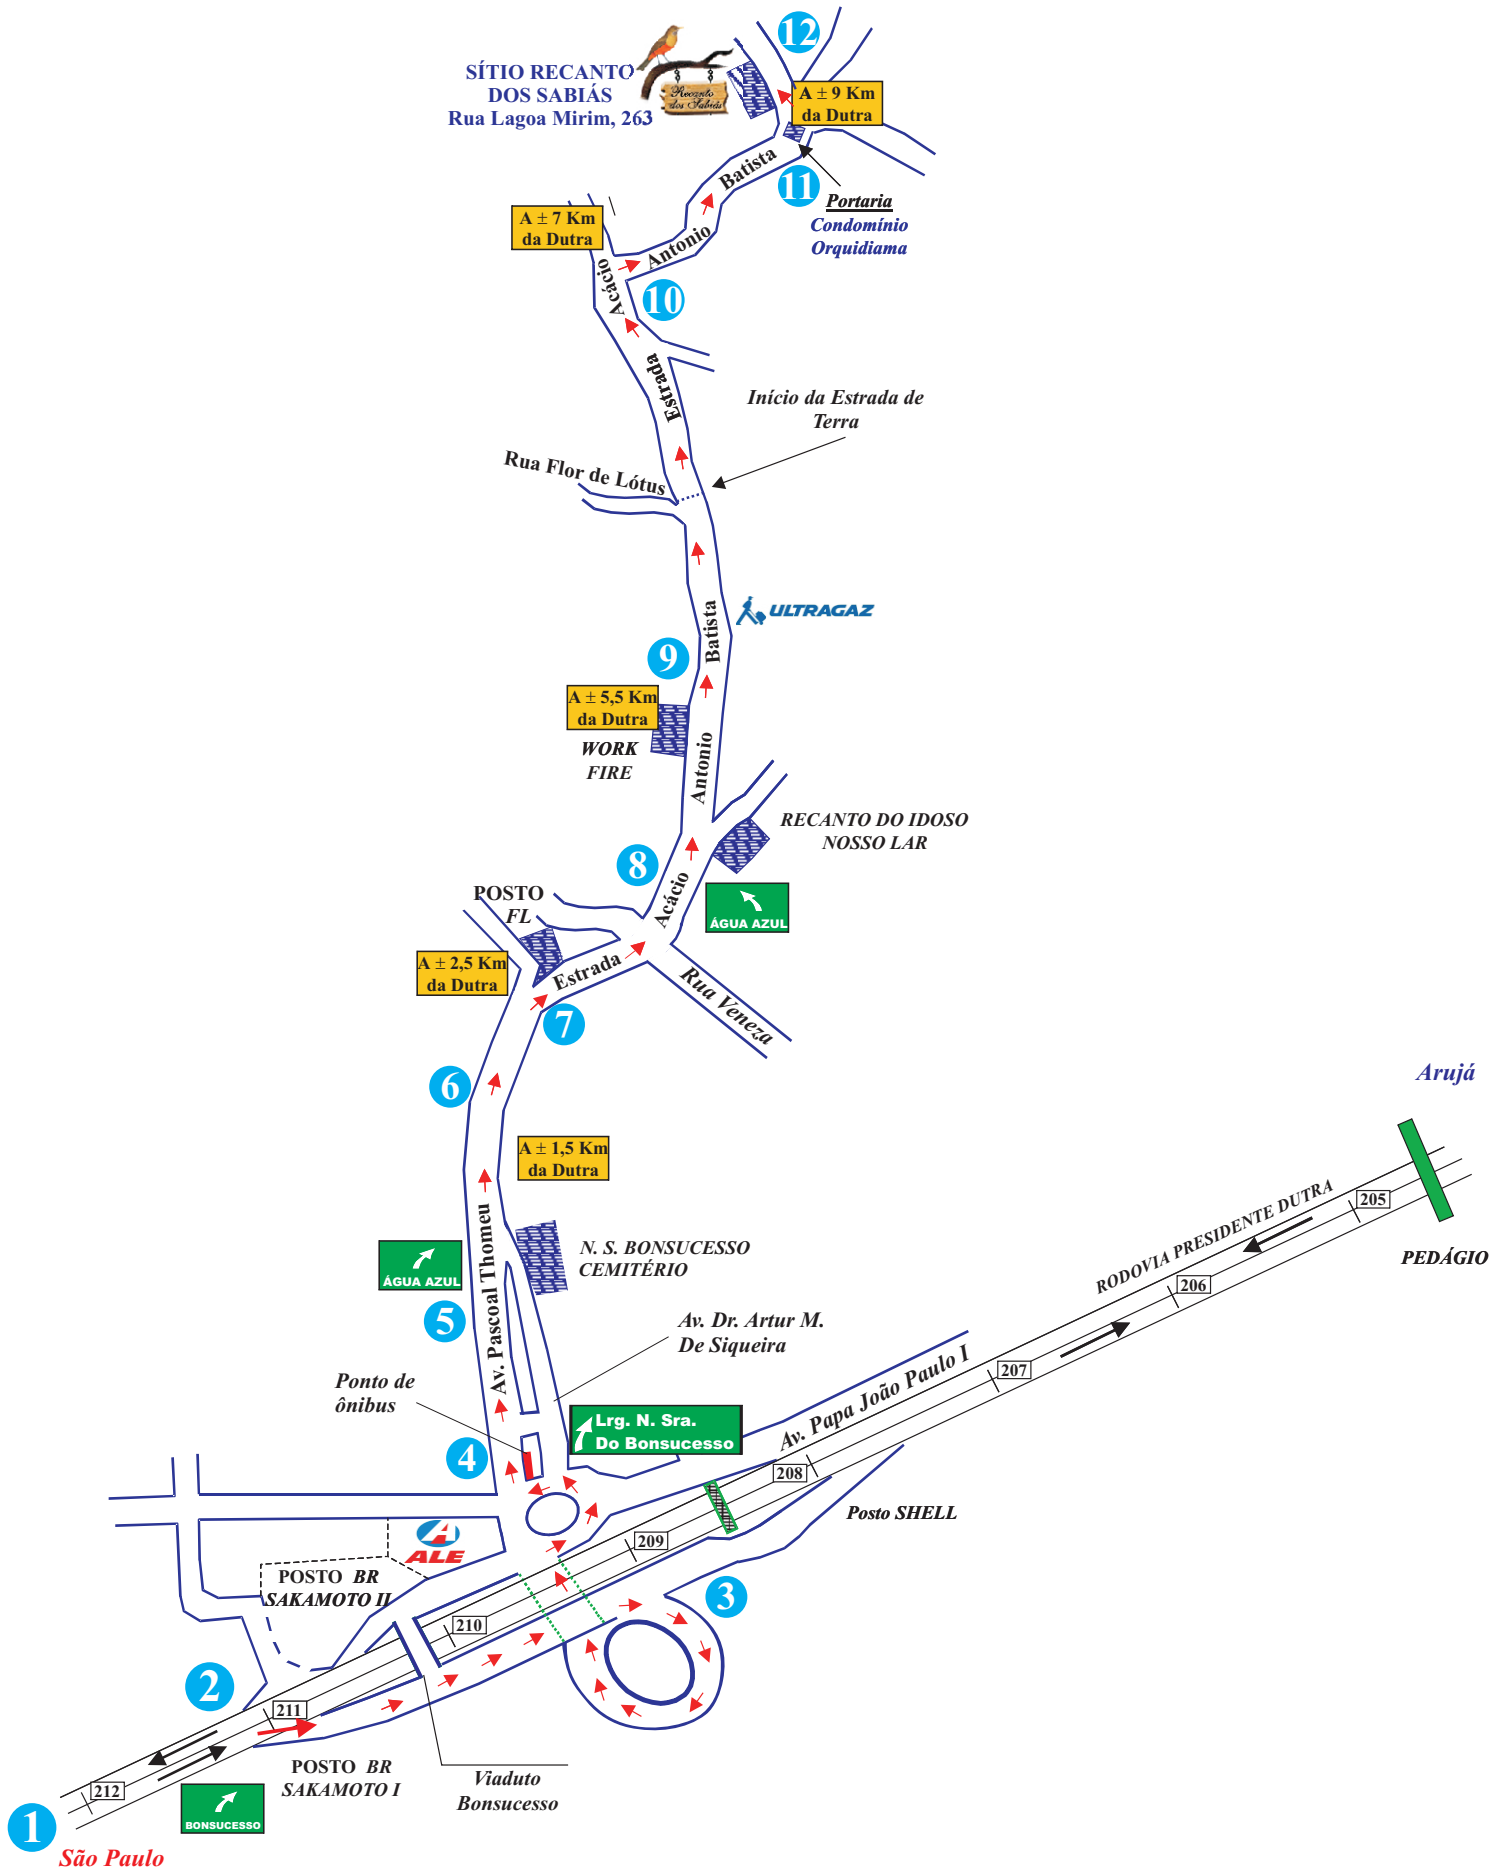 12
SÍTIO RECANTO
DOS SABIÁS
Rua Lagoa Mirim, 263
Recanto
dos Sabiás
A ± 9 Km
da Dutra
Batista
11
Portaria
Condomínio
Orquidiama
A ± 7 Km
da Dutra
Antonio
Acácio
10
Estrada
Início da Estrada de
Terra
Rua Flor de Lótus
ULTRAGAZ
Batista
9
A ± 5,5 Km
da Dutra
WORK
FIRE
Antonio
RECANTO DO IDOSO
NOSSO LAR
8
Acácio
ÁGUA AZUL
POSTO
FL
A ± 2,5 Km
da Dutra
Estrada
Rua Veneza
7
6
Arujá
A ± 1,5 Km
da Dutra
RODOVIA PRESIDENTE DUTRA
205
PEDÁGIO
Av. Pascoal Thomeu
N. S. BONSUCESSO
CEMITÉRIO
ÁGUA AZUL
206
5
Av. Dr. Artur M.
De Siqueira
Ponto de
ônibus
207
Av. Papa João Paulo I
Lrg. N. Sra.
Do Bonsucesso
4
208
Posto SHELL
A
ALE
209
POSTO BR
SAKAMOTO II
3
210
2
211
POSTO BR
SAKAMOTO I
Viaduto
Bonsucesso
212
BONSUCESSO
1
São Paulo